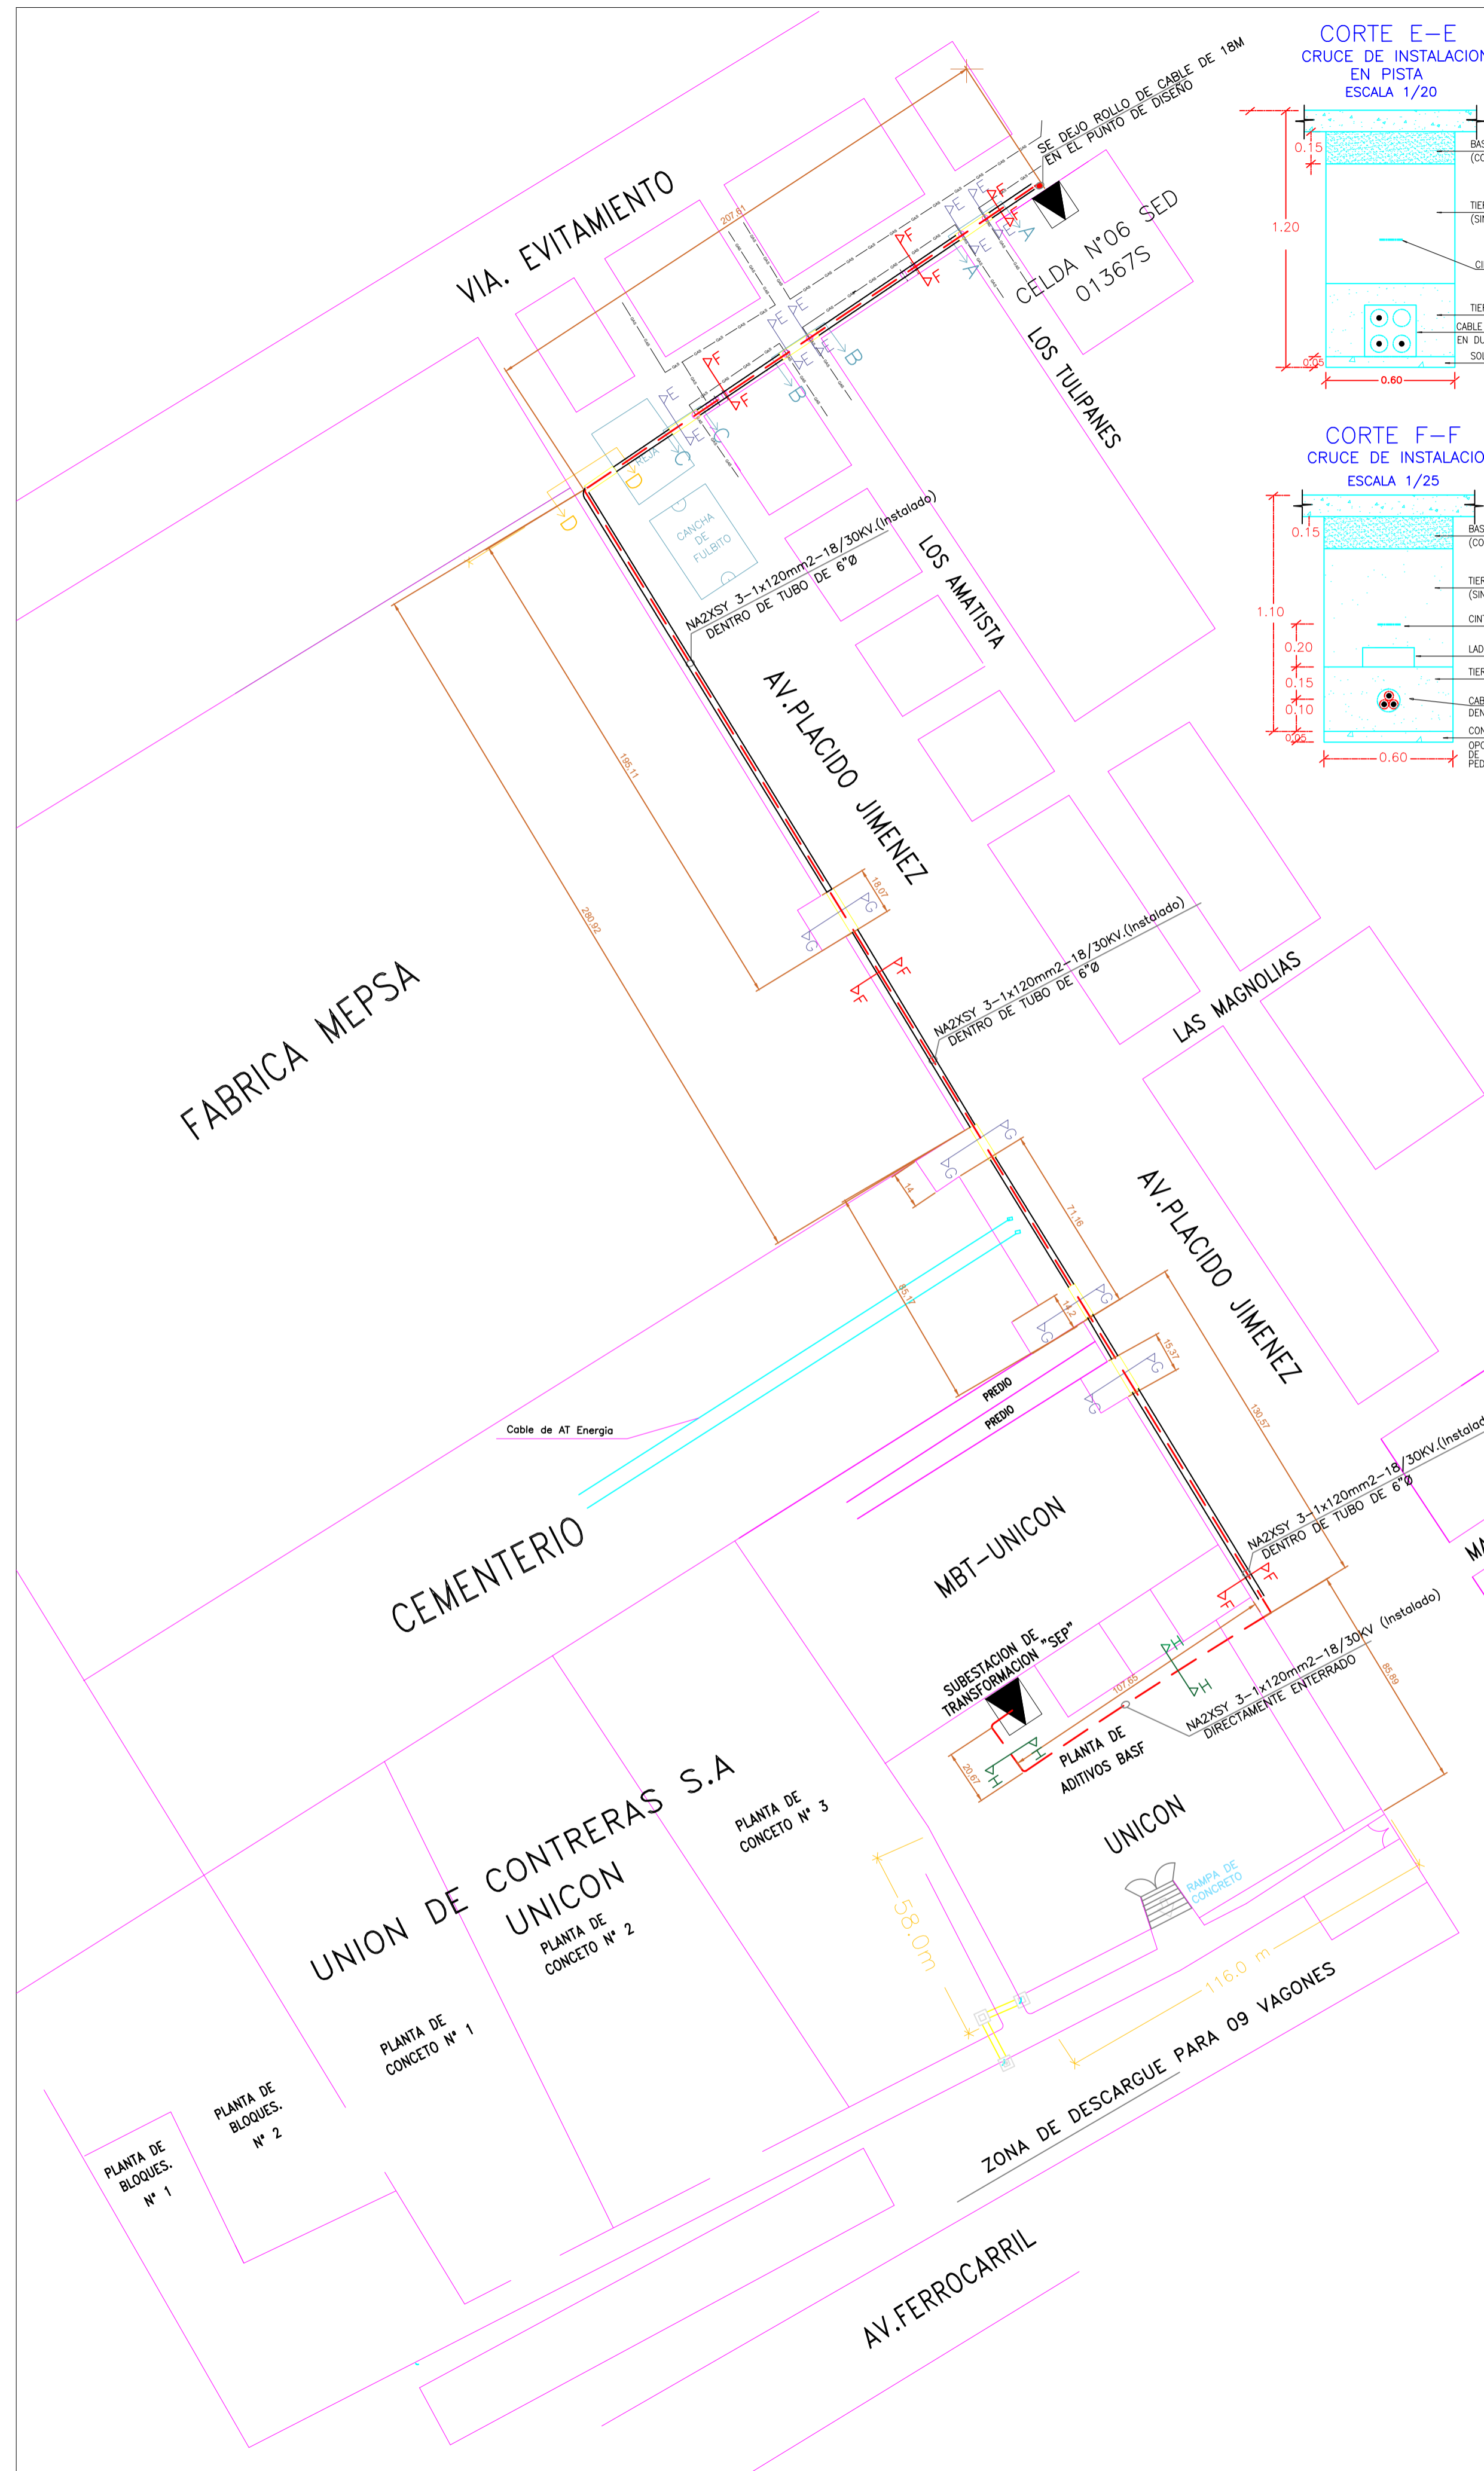 CORTE E-E
CRUCE DE INSTALACION
EN PISTA
ESCALA 1/20
0.15
1.20
0.05
0.60
CORTE F-F
ESCALA 1/25
0.15
1.10
0.20
0.15
0.10
0.05
0.60
SE DEJO ROLLO DE CABLE DE 18M
EN EL PUNTO DE DISEÑO
VIA. EVITAMIENTO
207.61
CELDA N°06 SED
01367S
LOS TULIPANES
REJA
CANCHA
DE
FULBITO
NA2XSY 3-1x120mm2-18/30KV.(Instalado)
DENTRO DE TUBO DE 6"Ø
LOS AMATISTA
AV.PLACIDO JIMENEZ
195.11
280.92
18.07
FABRICA MEPSA
NA2XSY 3-1x120mm2-18/30KV.(Instalado)
DENTRO DE TUBO DE 6"Ø
LAS MAGNOLIAS
14
71.16
85.17
14.2
15.37
AV.PLACIDO JIMENEZ
130.57
PREDIO
PREDIO
Cable de AT Energia
CEMENTERIO
MBT-UNICON
NA2XSY 3-1x120mm2-18/30KV.
DENTRO DE TUBO DE 6"Ø
SUBESTACION DE
TRANSFORMACION "SEP"
107.65
20.67
85.89
NA2XSY 3-1x120mm2-18/30KV (Instalado)
DIRECTAMENTE ENTERRADO
PLANTA DE
ADITIVOS BASF
UNICON
RAMPA DE
CONCRETO
UNION DE CONTRERAS S.A
UNICON
PLANTA DE
CONCETO N° 3
PLANTA DE
CONCETO N° 2
PLANTA DE
CONCETO N° 1
PLANTA DE
BLOQUES.
N° 2
PLANTA DE
BLOQUES.
N° 1
58.0m
116.0 m
ZONA DE DESCARGUE PARA 09 VAGONES
AV.FERROCARRIL